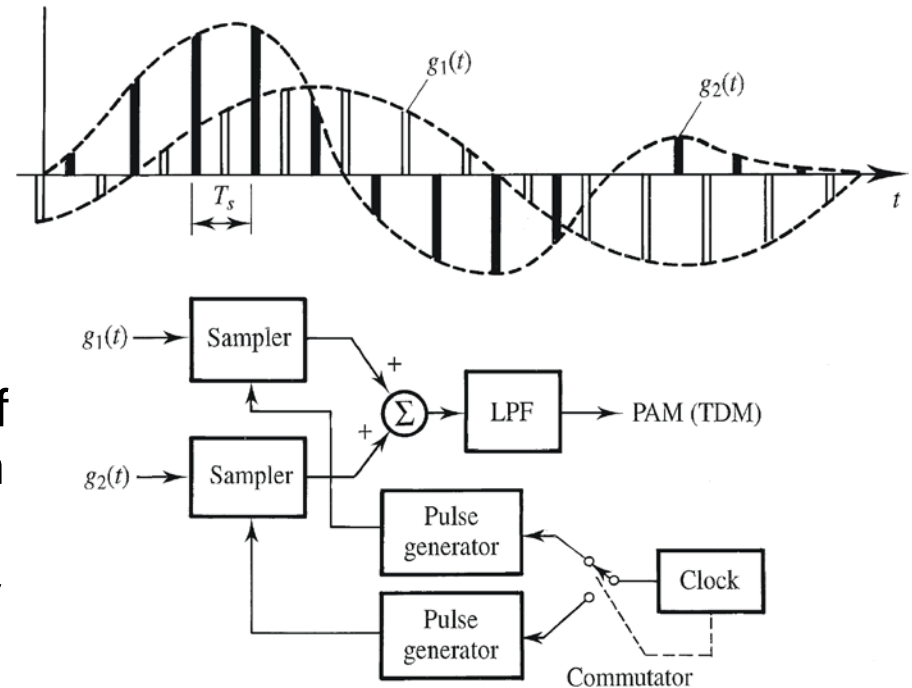 g₁(t)
g₂(t)
Tₛ
t
g₁(t)
Sampler
+
Σ
LPF
PAM (TDM)
+
g₂(t)
Sampler
Pulse
generator
Clock
Pulse
generator
Commutator